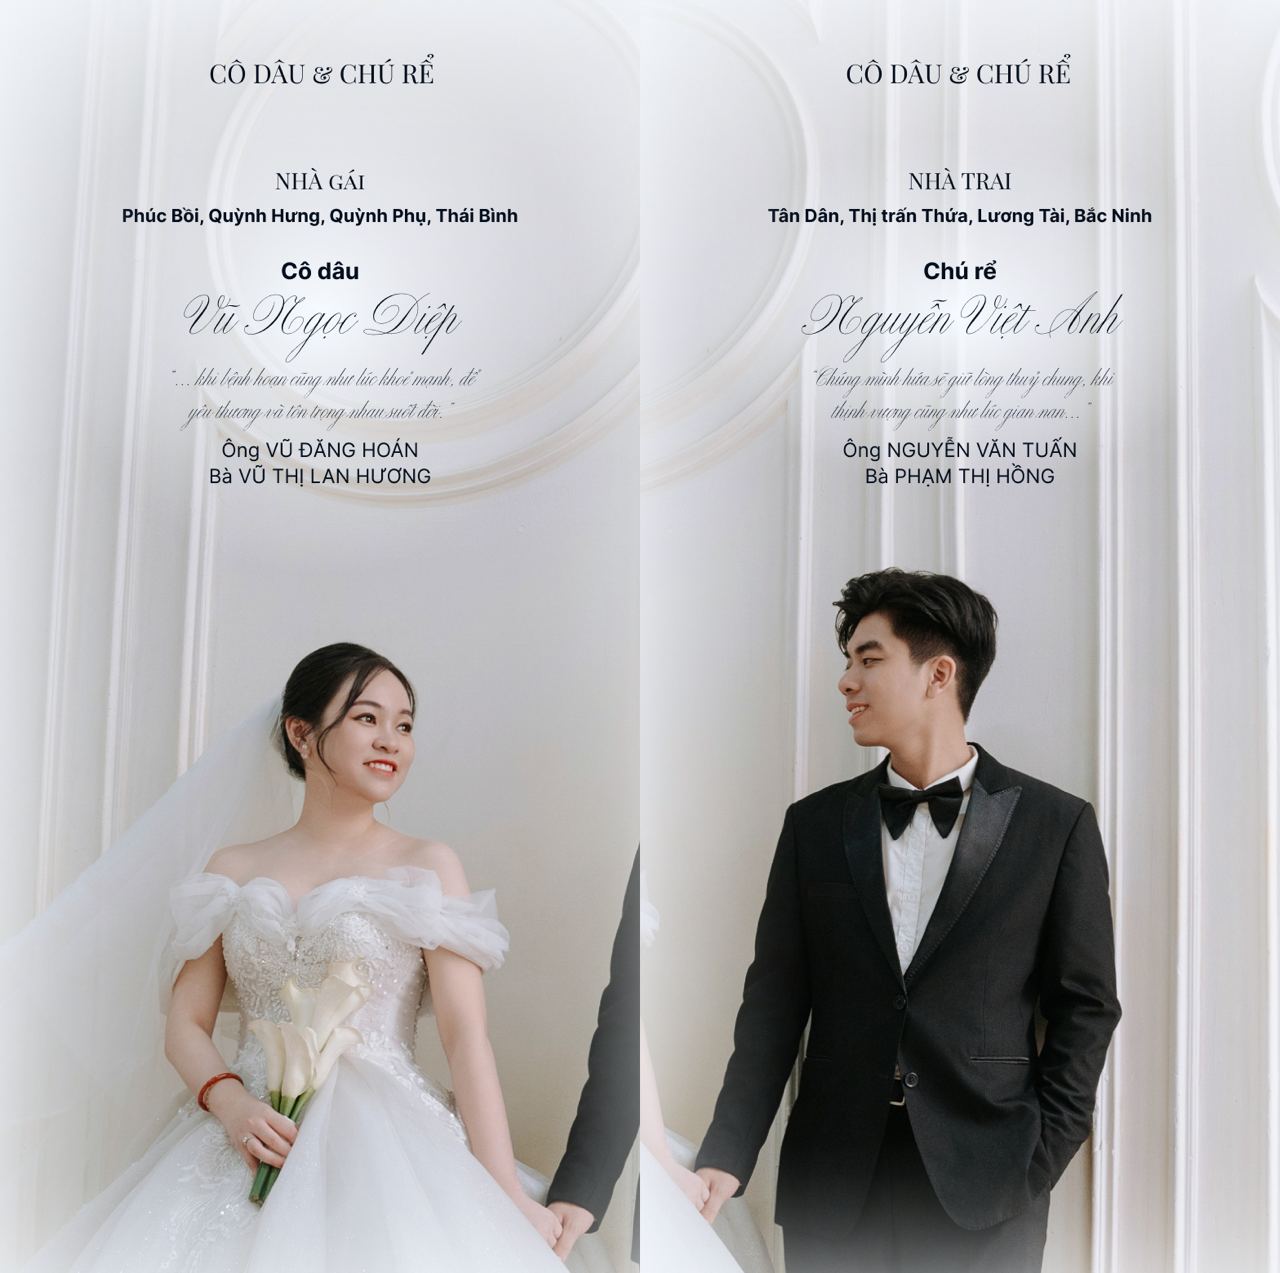 CÔ DÂU & CHÚ RỂ
NHÀ GÁI
Phúc Bồi, Quỳnh Hưng, Quỳnh Phụ, Thái Bình
Cô dâu
Vũ Ngọc Diệp
“... khi bệnh hoạn cũng như lúc khoẻ mạnh, để
yêu thương và tôn trọng nhau suốt đời.”
Ông VŨ ĐĂNG HOÁN
Bà VŨ THỊ LAN HƯƠNG
CÔ DÂU & CHÚ RỂ
NHÀ TRAI
Tân Dân, Thị trấn Thứa, Lương Tài, Bắc Ninh
Chú rể
Nguyễn Việt Anh
“Chúng mình hứa sẽ giữ lòng thuỷ chung, khi
thịnh vượng cũng như lúc gian nan... ”
Ông NGUYỄN VĂN TUẤN
Bà PHẠM THỊ HỒNG